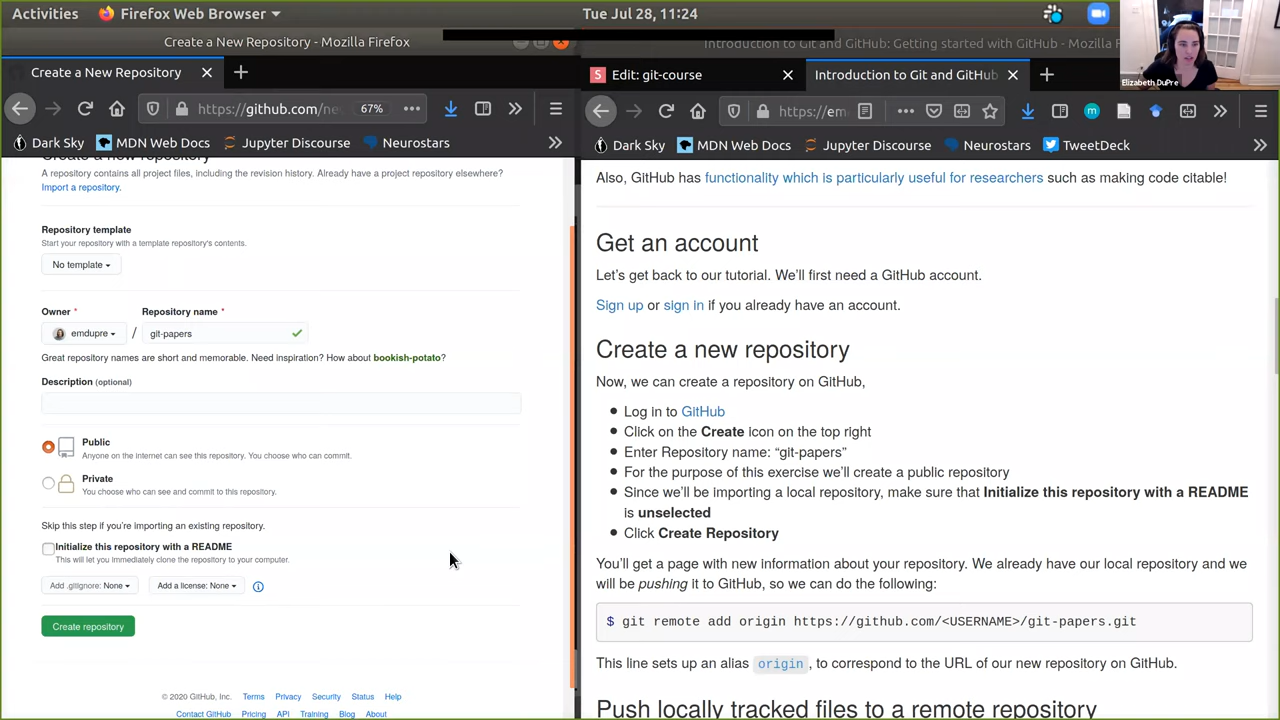 Activities
Firefox Web Browser
Tue Jul 28, 11:24
Create a New Repository - Mozilla Firefox
Introduction to Git and GitHub: Getting started with GitHub - Mozilla F
Elizabeth DuPre
Create a New Repository
Edit: git-course
Introduction to Git and GitHub
https://github.com/ne
67%
https://em
Dark Sky
MDN Web Docs
Jupyter Discourse
Neurostars
Dark Sky
MDN Web Docs
Jupyter Discourse
Neurostars
TweetDeck
Create a new repository
A repository contains all project files, including the revision history. Already have a project repository elsewhere?
Import a repository.
Repository template
Start your repository with a template repository's contents.
No template
Owner *
Repository name *
emdupre
/
git-papers
Great repository names are short and memorable. Need inspiration? How about bookish-potato?
Description (optional)
Public
Anyone on the internet can see this repository. You choose who can commit.
Private
You choose who can see and commit to this repository.
Skip this step if you're importing an existing repository.
Initialize this repository with a README
This will let you immediately clone the repository to your computer.
Add .gitignore: None
Add a license: None
Create repository
© 2020 GitHub, Inc.
Terms
Privacy
Security
Status
Help
Contact GitHub
Pricing
API
Training
Blog
About
Also, GitHub has functionality which is particularly useful for researchers such as making code citable!
Get an account
Let's get back to our tutorial. We'll first need a GitHub account.
Sign up or sign in if you already have an account.
Create a new repository
Now, we can create a repository on GitHub,
• Log in to GitHub
• Click on the Create icon on the top right
• Enter Repository name: “git-papers”
• For the purpose of this exercise we'll create a public repository
• Since we'll be importing a local repository, make sure that Initialize this repository with a README
is unselected
• Click Create Repository
You'll get a page with new information about your repository. We already have our local repository and we
will be pushing it to GitHub, so we can do the following:
$ git remote add origin https://github.com/<USERNAME>/git-papers.git
This line sets up an alias origin, to correspond to the URL of our new repository on GitHub.
Push locally tracked files to a remote repository